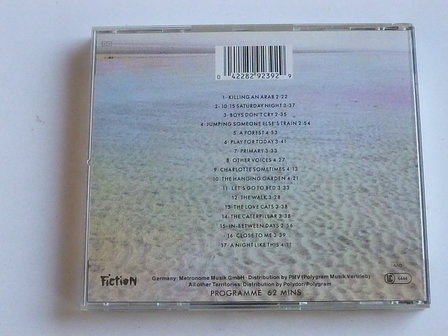 0 42282 92392 9
1-KILLING AN ARAB 2·22
2-10·15 SATURDAY NIGHT 3·37
3-BOYS DON'T CRY 2·35
4-JUMPING SOMEONE ELSE'S TRAIN 2·54
5. A FOREST 4·53
6. PLAY FOR TODAY 3·41
7- PRIMARY 3·33
8. OTHER VOICES 4·27
9- CHARLOTTE SOMETIMES 4·13
10. THE HANGING GARDEN 4·21
11- LET'S GO TO BED 3·33
12. THE WALK 3·28
13- THE LOVE CATS 3·38
14- THE CATERPILLAR 3·38
15-IN-BETWEEN DAYS 2·56
16- CLOSE TO ME 3·39
17-A NIGHT LIKE THIS 4·11
FICTION
Germany: Metronome Musik GmbH · Distribution by PMV (Polygram Musik Vertrieb)
All other Territories: Distribution by Polydor/Polygram
PROGRAMME 62 MINS